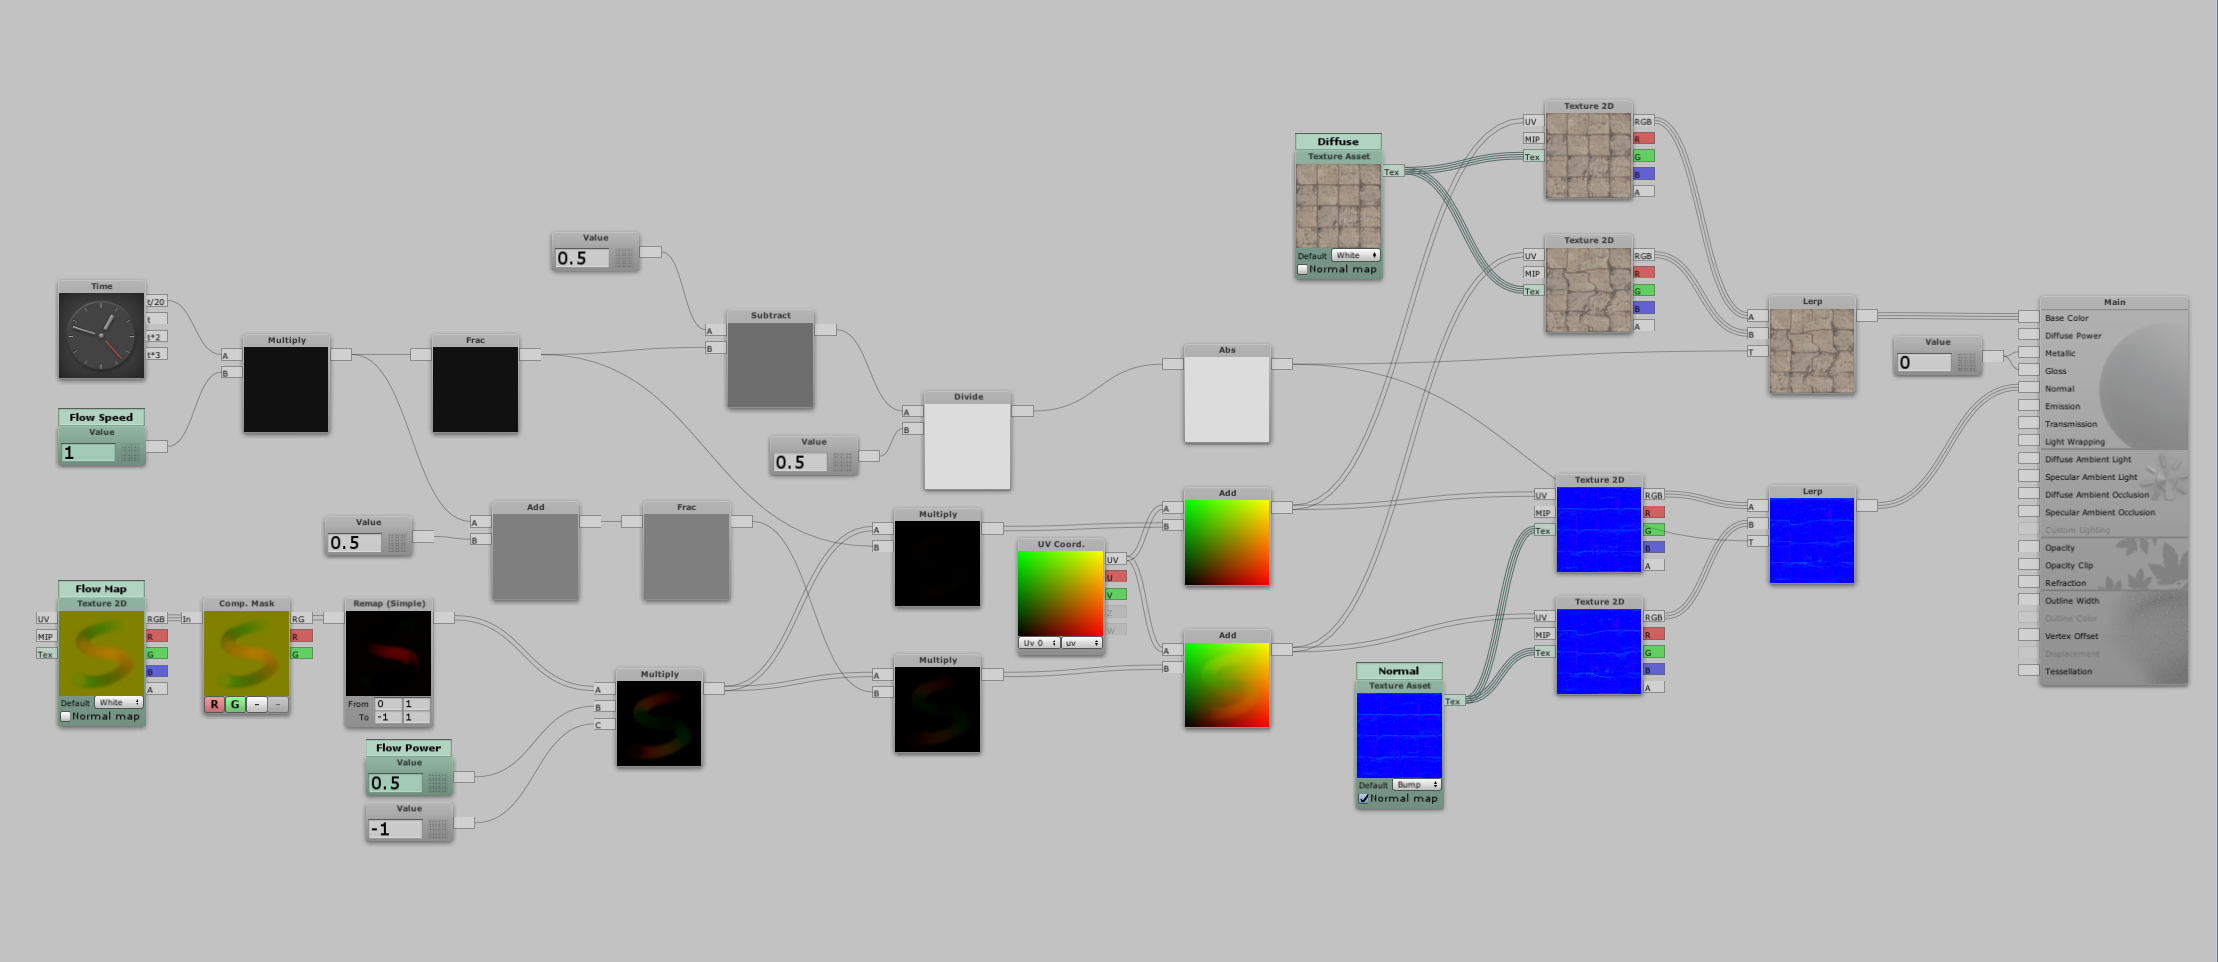 Time
t/20
t
t*2
t*3
Flow Speed
Value
1
Multiply
A
B
Frac
Value
0.5
Subtract
A
B
Value
0.5
Divide
A
B
Abs
Value
0.5
Add
A
B
Frac
Flow Map
Texture 2D
UV
MIP
Tex
RGB
R
G
B
A
Default White
Normal map
Comp. Mask
In
RG
R
G
R G - -
Remap (Simple)
From 0 1
To -1 1
Flow Power
Value
0.5
Value
-1
Multiply
A
B
C
Multiply
A
B
Multiply
A
B
UV Coord.
UV
U
V
Z
W
Uv 0 uv
Add
A
B
Add
A
B
Diffuse
Texture Asset
Tex
Default White
Normal map
Texture 2D
UV RGB
MIP R
Tex G
B
A
Texture 2D
UV RGB
MIP R
Tex G
B
A
Normal
Texture Asset
Tex
Default Bump
Normal map
Texture 2D
UV RGB
MIP R
Tex G
B
A
Texture 2D
UV RGB
MIP R
Tex G
B
A
Lerp
A
B
T
Lerp
A
B
T
Value
0
Main
Base Color
Diffuse Power
Metallic
Gloss
Normal
Emission
Transmission
Light Wrapping
Diffuse Ambient Light
Specular Ambient Light
Diffuse Ambient Occlusion
Specular Ambient Occlusion
Custom Lighting
Opacity
Opacity Clip
Refraction
Outline Width
Outline Color
Vertex Offset
Displacement
Tessellation